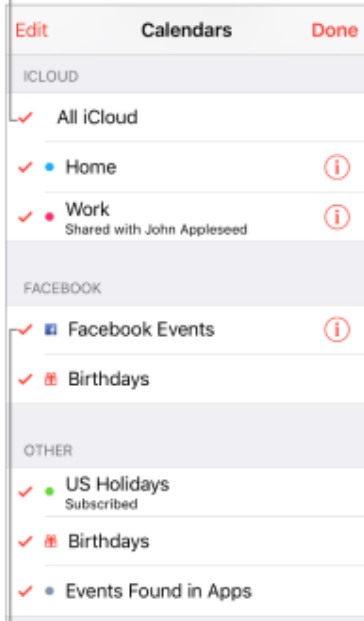 Edit Calendars Done
ICLOUD
All iCloud
Home
Work
Shared with John Appleseed
FACEBOOK
Facebook Events
Birthdays
OTHER
US Holidays
Subscribed
Birthdays
Events Found in Apps